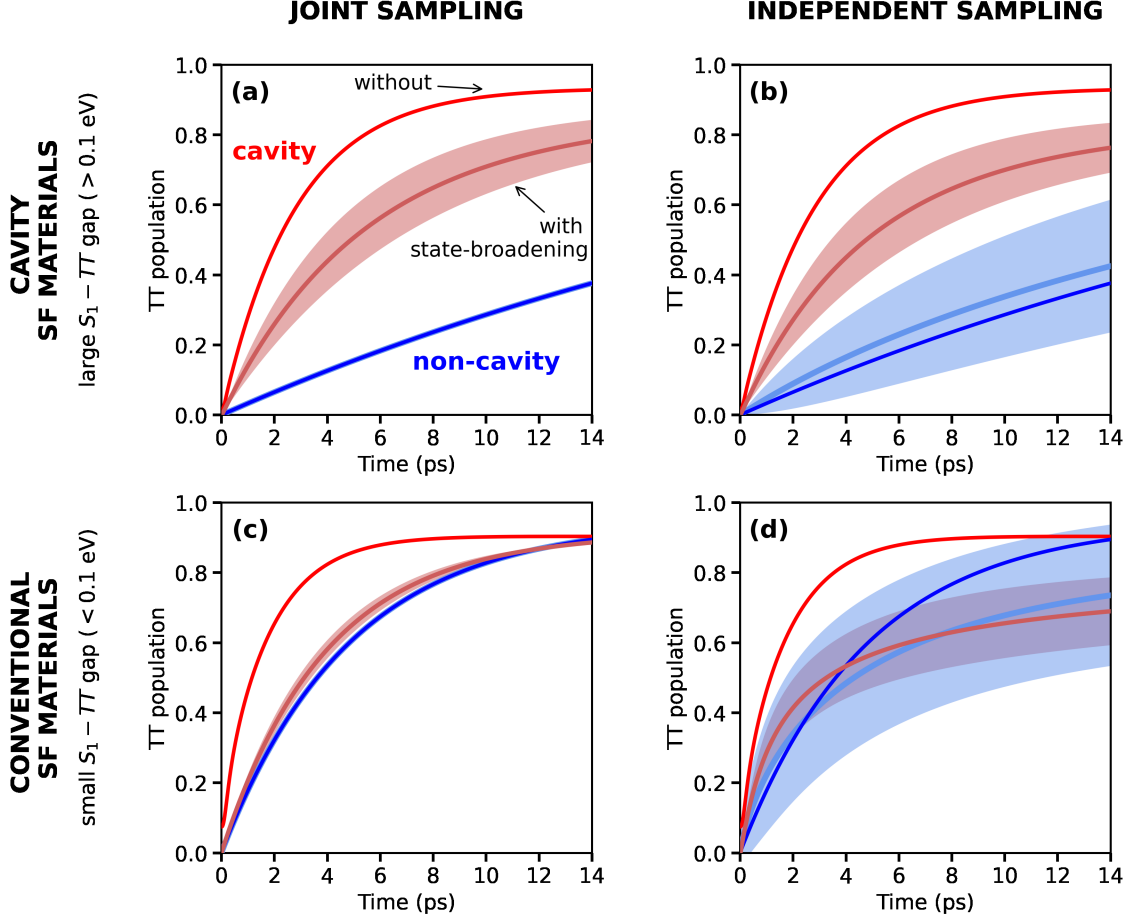 JOINT SAMPLING
INDEPENDENT SAMPLING
CAVITY
SF MATERIALS
large S₁ − TT gap ( > 0.1 eV)
(a)
without
cavity
with
state-broadening
non-cavity
TT population
1.0
0.8
0.6
0.4
0.2
0.0
0 2 4 6 8 10 12 14
Time (ps)
(b)
TT population
1.0
0.8
0.6
0.4
0.2
0.0
0 2 4 6 8 10 12 14
Time (ps)
CONVENTIONAL
SF MATERIALS
small S₁ − TT gap ( < 0.1 eV)
(c)
TT population
1.0
0.8
0.6
0.4
0.2
0.0
0 2 4 6 8 10 12 14
Time (ps)
(d)
TT population
1.0
0.8
0.6
0.4
0.2
0.0
0 2 4 6 8 10 12 14
Time (ps)